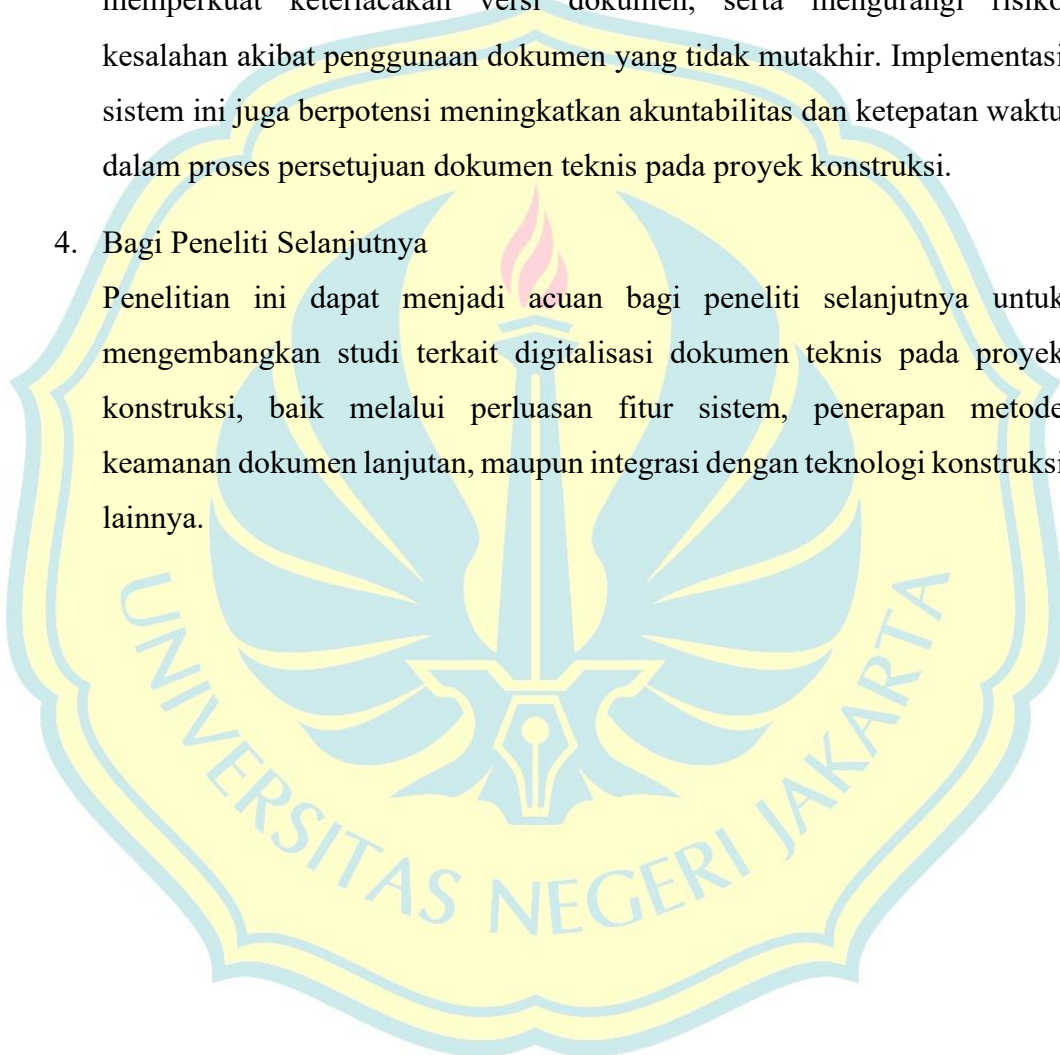 memperkuat keterlacakan versi dokumen, serta mengurangi risiko
kesalahan akibat penggunaan dokumen yang tidak mutakhir. Implementasi
sistem ini juga berpotensi meningkatkan akuntabilitas dan ketepatan waktu
dalam proses persetujuan dokumen teknis pada proyek konstruksi.
4. Bagi Peneliti Selanjutnya
Penelitian ini dapat menjadi acuan bagi peneliti selanjutnya untuk
mengembangkan studi terkait digitalisasi dokumen teknis pada proyek
konstruksi, baik melalui perluasan fitur sistem, penerapan metode
keamanan dokumen lanjutan, maupun integrasi dengan teknologi konstruksi
lainnya.
UNIVERSITAS NEGERI JAKARTA